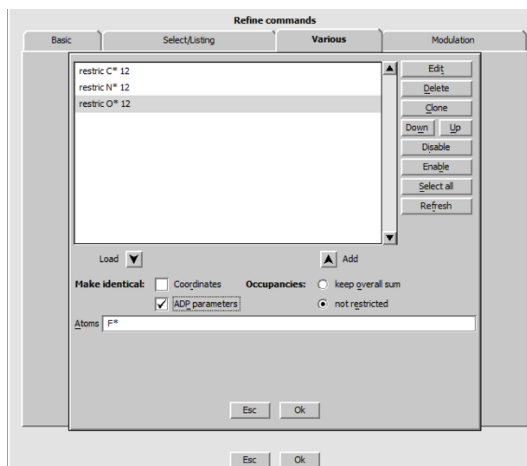 Refine commands
Basic Select/Listing Various Modulation
restric C* 12
restric N* 12
restric O* 12
Edit
Delete
Clone
Down Up
Disable
Enable
Select all
Refresh
Load Add
Make identical: Coordinates Occupancies: keep overall sum
ADP parameters not restricted
Atoms F*
Esc Ok
Esc Ok